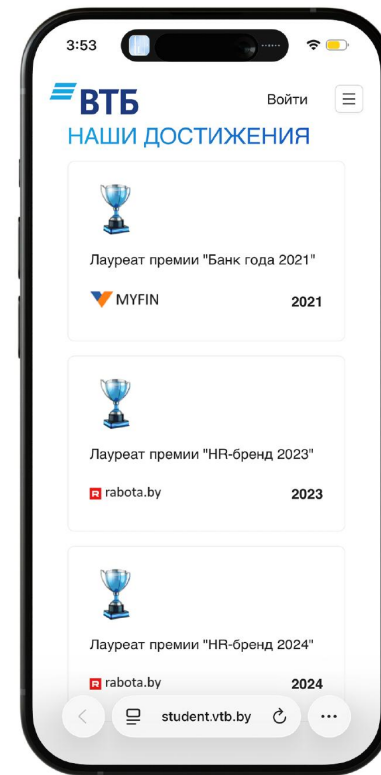 3:53
ВТБ
Войти
НАШИ ДОСТИЖЕНИЯ
Лауреат премии "Банк года 2021"
MYFIN 2021
Лауреат премии "HR-бренд 2023"
rabota.by 2023
Лауреат премии "HR-бренд 2024"
rabota.by 2024
student.vtb.by